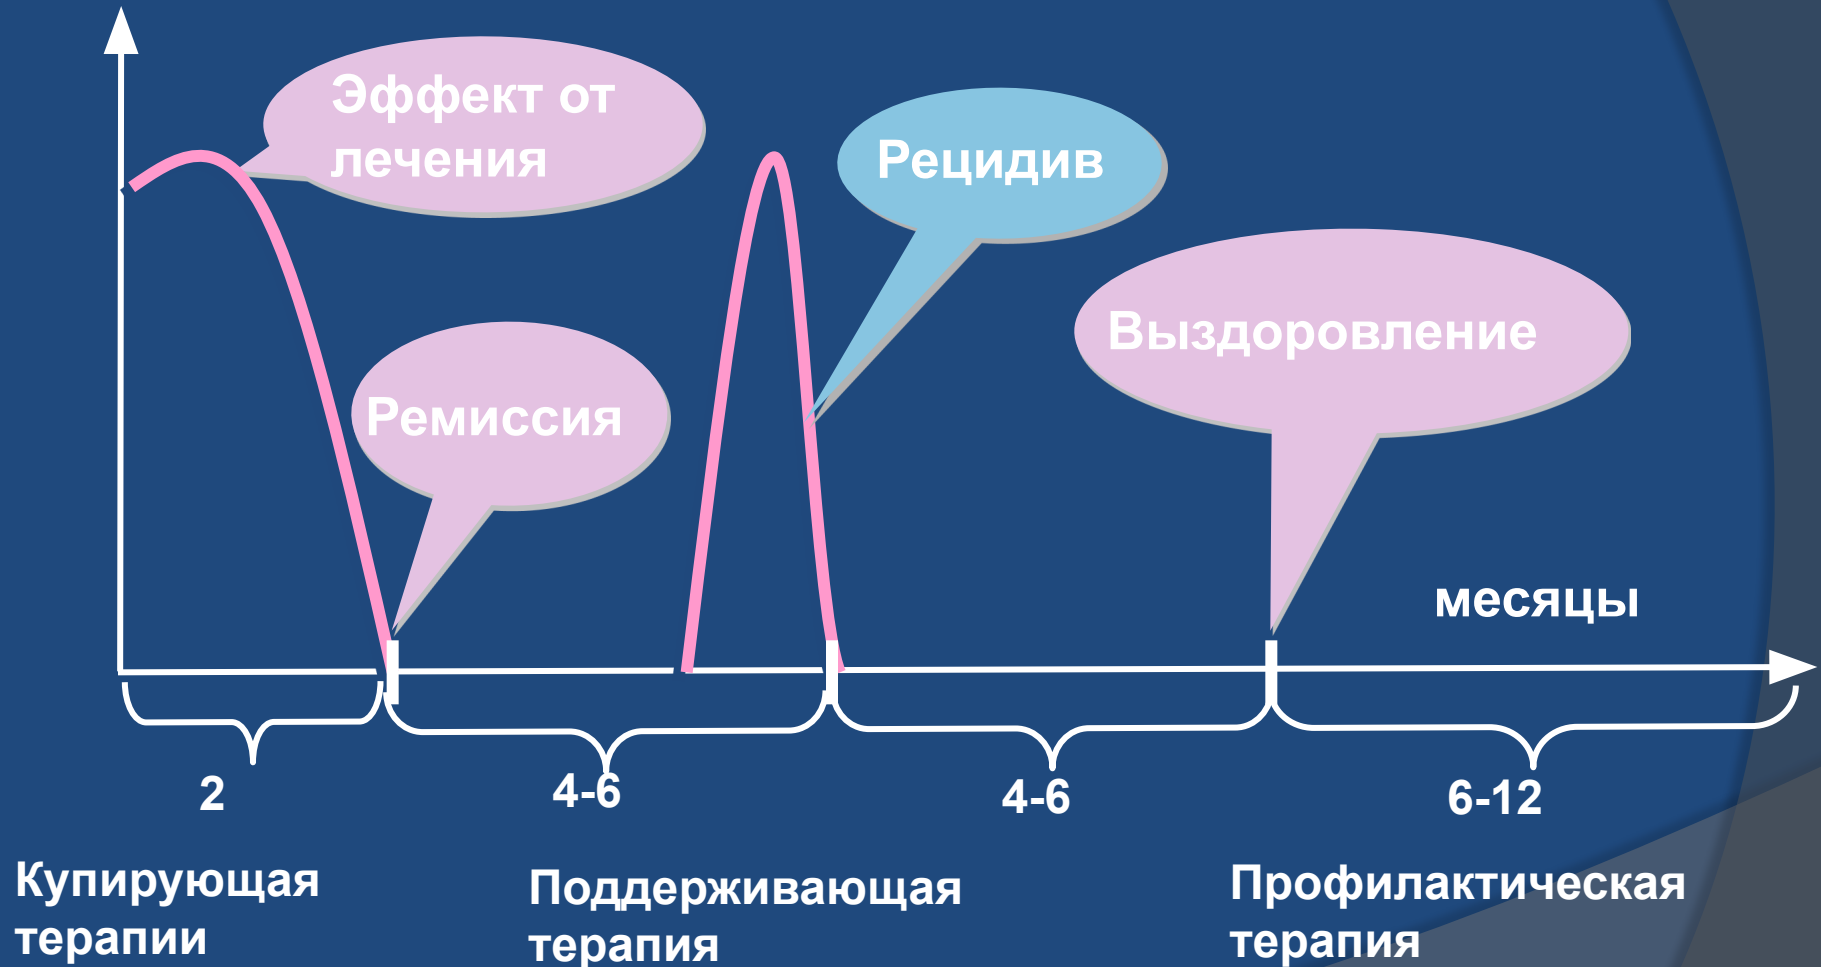 Эффект от
лечения
Рецидив
Выздоровление
Ремиссия
месяцы
2
4-6
4-6
6-12
Купирующая
терапии
Поддерживающая
терапия
Профилактическая
терапия